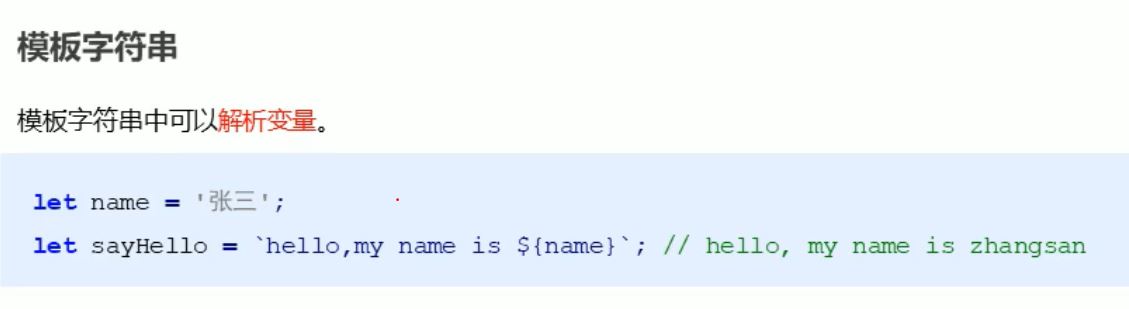 模板字符串
模板字符串中可以解析变量。
let name = '张三';
let sayHello = `hello,my name is ${name}`; // hello, my name is zhangsan